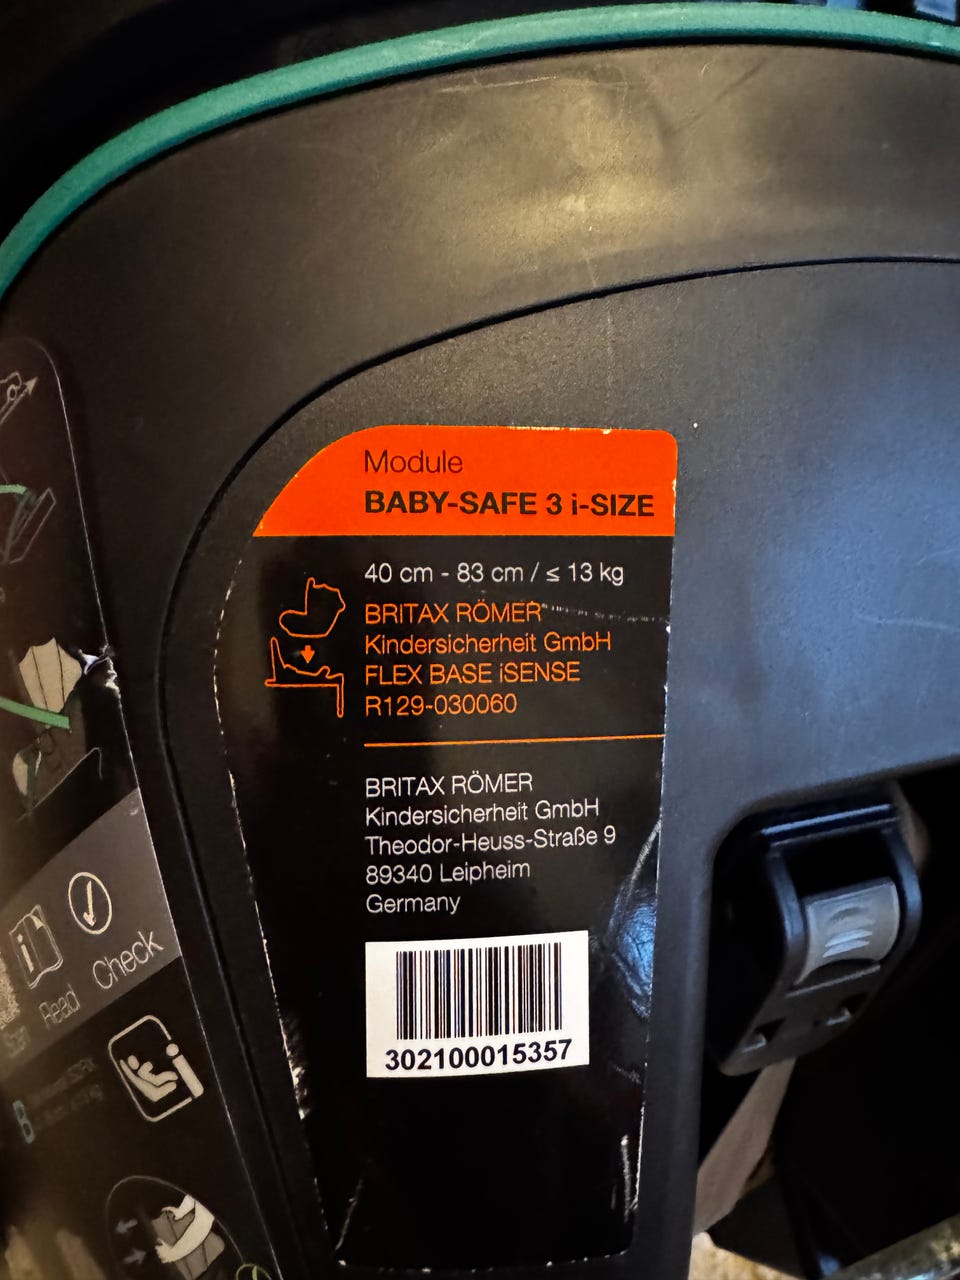 Module
BABY-SAFE 3 i-SIZE
40 cm - 83 cm / ≤ 13 kg
BRITAX RÖMER
Kindersicherheit GmbH
FLEX BASE iSENSE
R129-030060
BRITAX RÖMER
Kindersicherheit GmbH
Theodor-Heuss-Straße 9
89340 Leipheim
Germany
302100015357
i
Read
Check